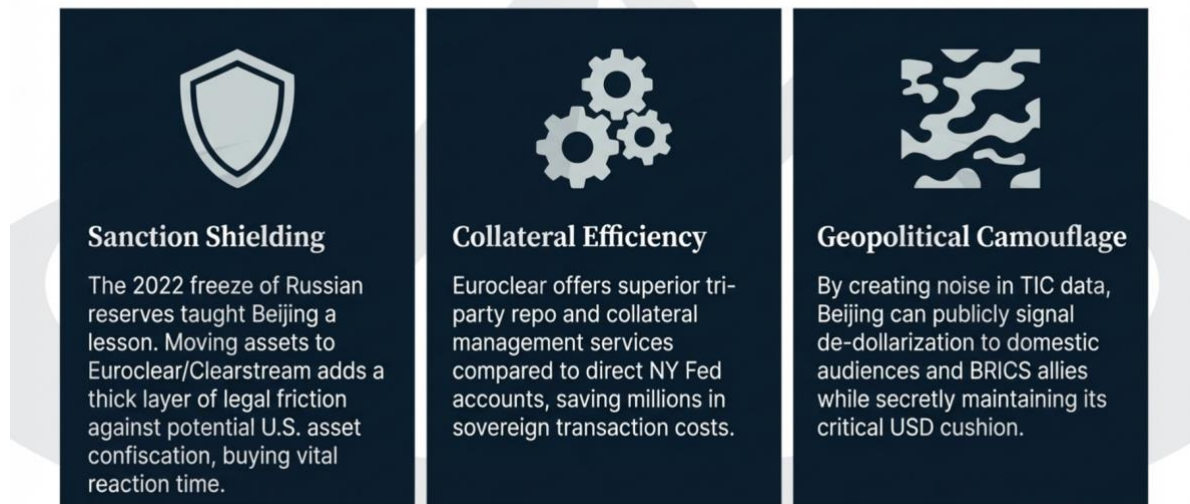 Sanction Shielding
The 2022 freeze of Russian
reserves taught Beijing a
lesson. Moving assets to
Euroclear/Clearstream adds a
thick layer of legal friction
against potential U.S. asset
confiscation, buying vital
reaction time.
Collateral Efficiency
Euroclear offers superior tri-
party repo and collateral
management services
compared to direct NY Fed
accounts, saving millions in
sovereign transaction costs.
Geopolitical Camouflage
By creating noise in TIC data,
Beijing can publicly signal
de-dollarization to domestic
audiences and BRICS allies
while secretly maintaining its
critical USD cushion.